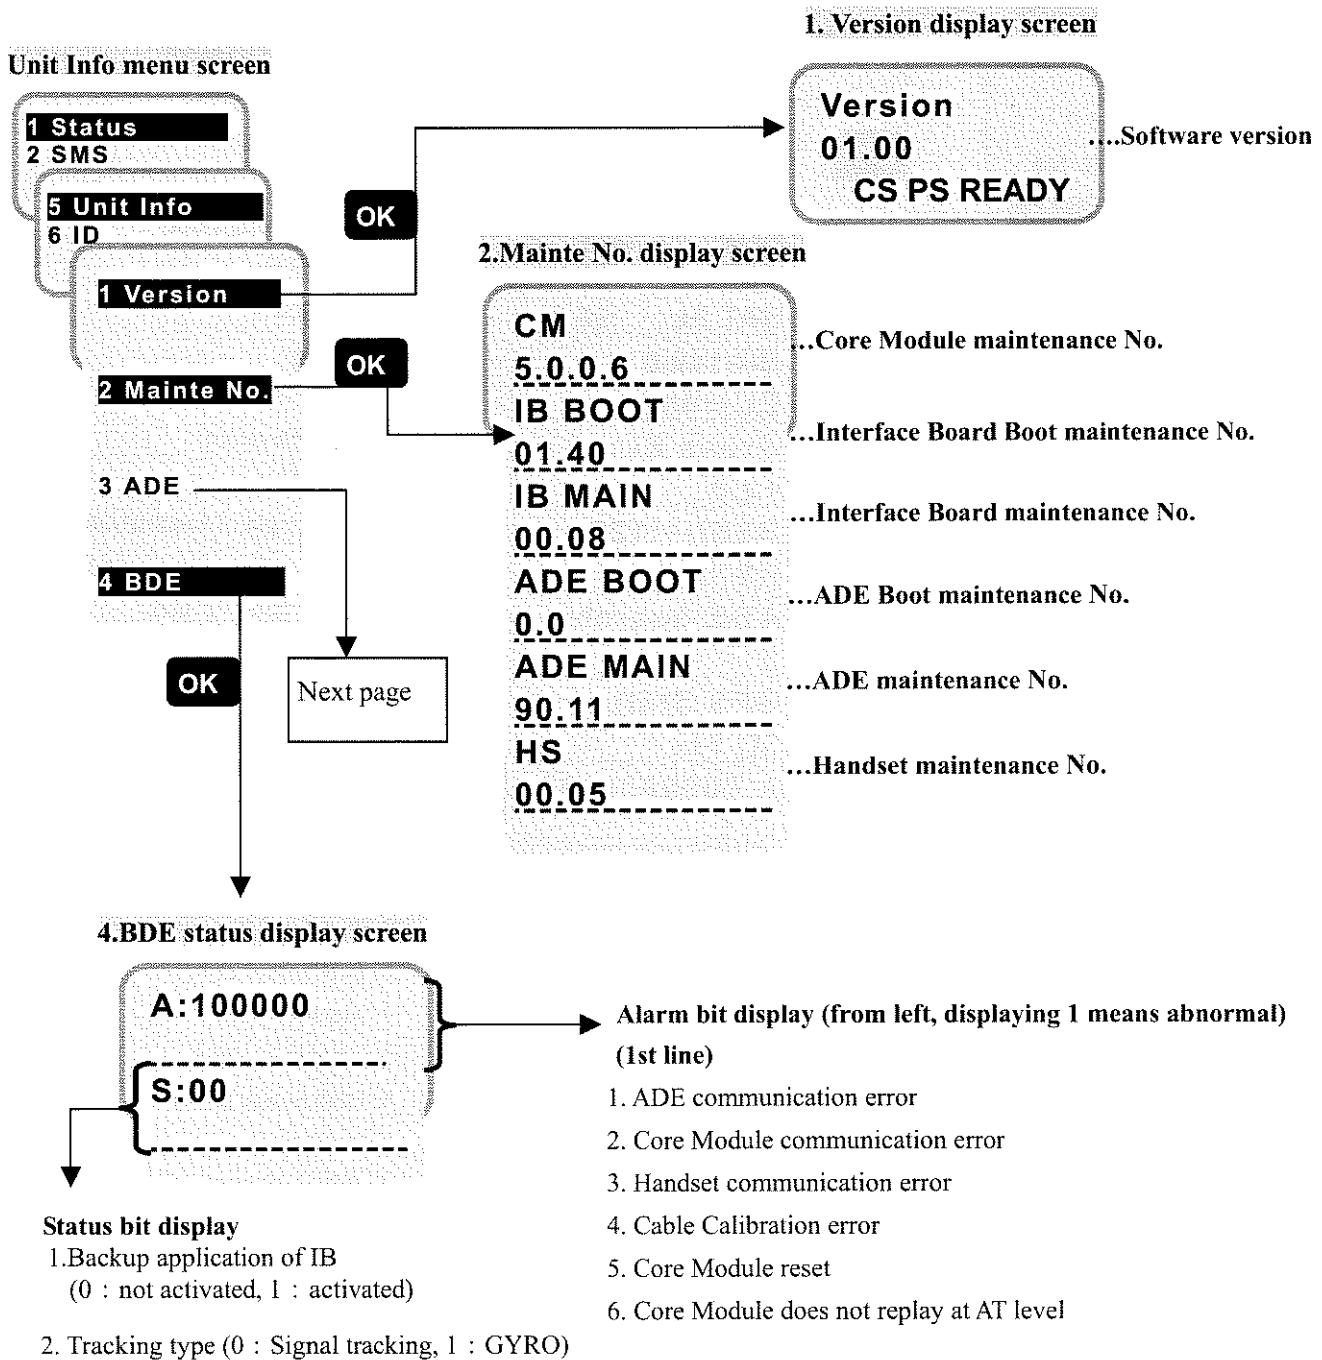 1. Version display screen
Unit Info menu screen
1 Status
2 SMS
5 Unit Info
6 ID
1 Version
OK
Version
01.00
CS PS READY
....Software version
2 Mainte No.
OK
3 ADE
Next page
4 BDE
OK
2.Mainte No. display screen
CM
5.0.0.6
...Core Module maintenance No.
IB BOOT
01.40
...Interface Board Boot maintenance No.
IB MAIN
00.08
...Interface Board maintenance No.
ADE BOOT
0.0
...ADE Boot maintenance No.
ADE MAIN
90.11
...ADE maintenance No.
HS
00.05
...Handset maintenance No.
4.BDE status display screen
A:100000
S:00
Alarm bit display (from left, displaying 1 means abnormal)
(1st line)
1. ADE communication error
2. Core Module communication error
3. Handset communication error
4. Cable Calibration error
5. Core Module reset
6. Core Module does not replay at AT level
Status bit display
1.Backup application of IB
(0 : not activated, 1 : activated)
2. Tracking type (0 : Signal tracking, 1 : GYRO)